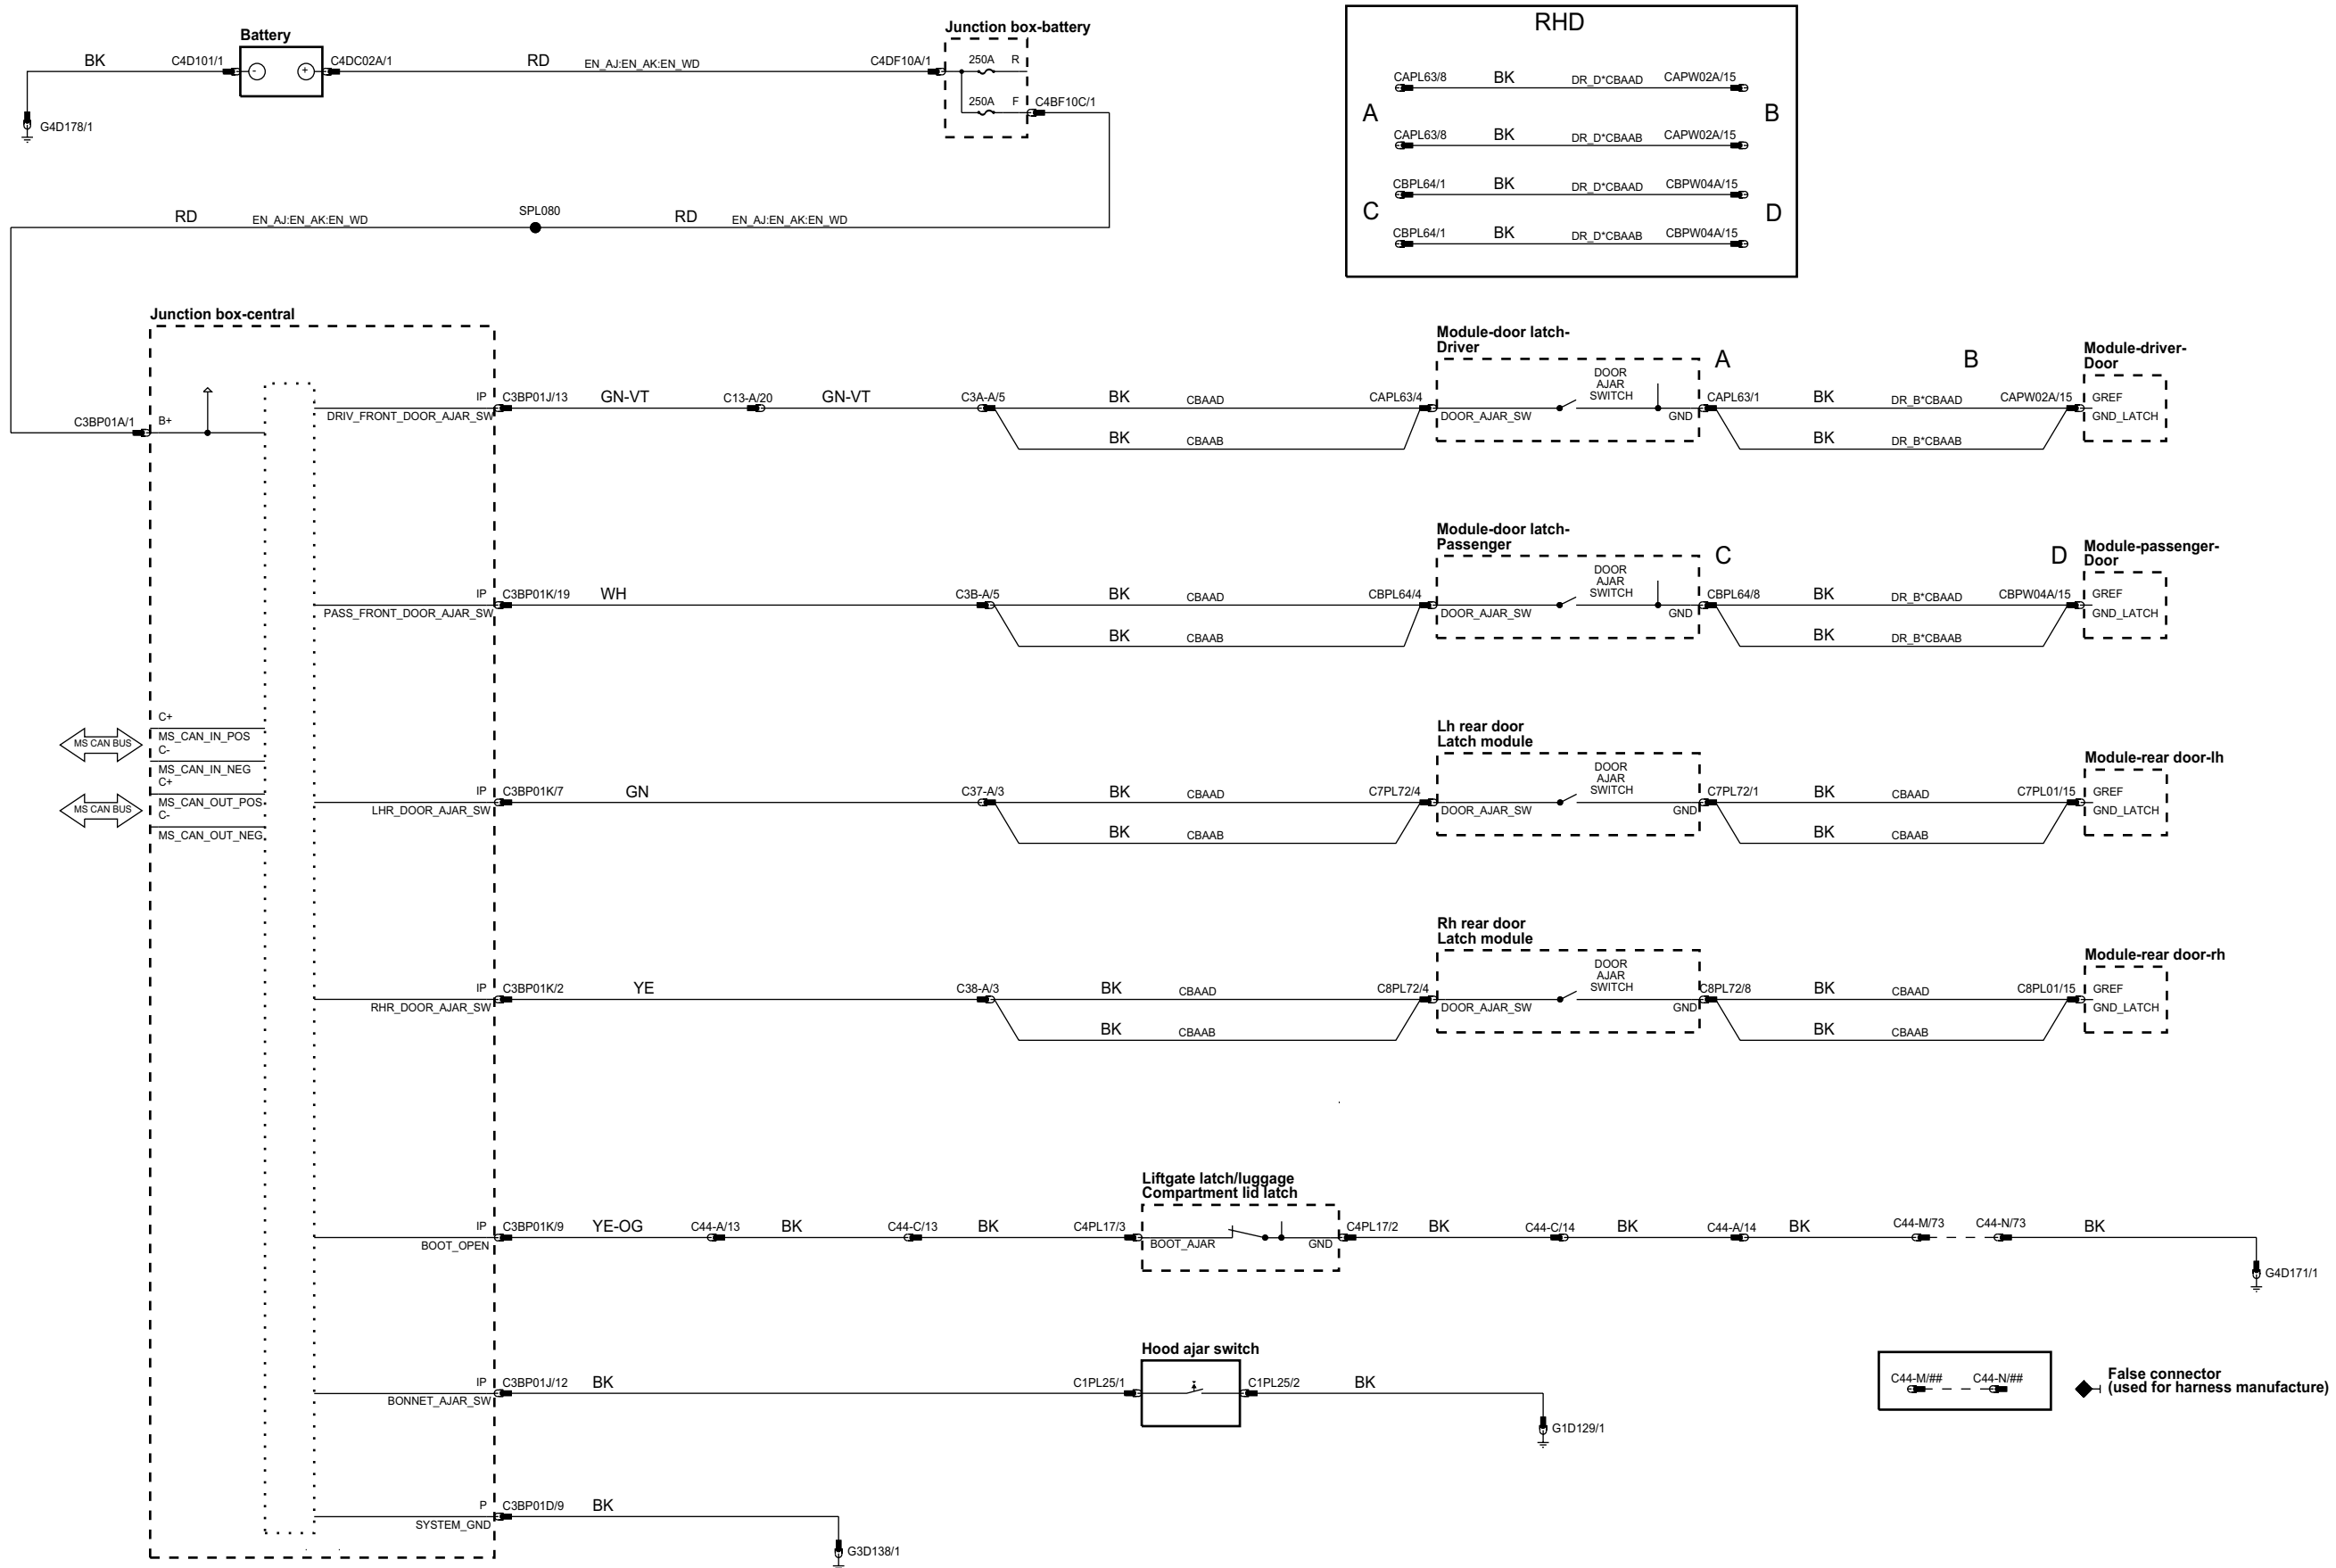 Battery
BK
C4D101/1
-
+
C4DC02A/1
RD
EN_AJ:EN_AK:EN_WD
C4DF10A/1
G4D178/1
Junction box-battery
250A R
250A F
C4BF10C/1
RD
EN_AJ:EN_AK:EN_WD
SPL080
RD
EN_AJ:EN_AK:EN_WD
RHD
CAPL63/8 BK DR_D*CBAAD CAPW02A/15
A B
CAPL63/8 BK DR_D*CBAAB CAPW02A/15
CBPL64/1 BK DR_D*CBAAD CBPW04A/15
C D
CBPL64/1 BK DR_D*CBAAB CBPW04A/15
Junction box-central
C3BP01A/1
B+
IP
DRIV_FRONT_DOOR_AJAR_SW
C3BP01J/13 GN-VT C13-A/20 GN-VT C3A-A/5 BK CBAAD CAPL63/4
BK CBAAB
Module-door latch-
Driver
DOOR
AJAR
SWITCH
DOOR_AJAR_SW
GND
A
B
CAPL63/1 BK DR_B*CBAAD CAPW02A/15
BK DR_B*CBAAB
Module-driver-
Door
GREF
GND_LATCH
IP
PASS_FRONT_DOOR_AJAR_SW
C3BP01K/19 WH C3B-A/5 BK CBAAD CBPL64/4
BK CBAAB
Module-door latch-
Passenger
DOOR
AJAR
SWITCH
DOOR_AJAR_SW
GND
C
D
CBPL64/8 BK DR_B*CBAAD CBPW04A/15
BK DR_B*CBAAB
Module-passenger-
Door
GREF
GND_LATCH
MS CAN BUS
C+
MS_CAN_IN_POS
C-
MS_CAN_IN_NEG
MS CAN BUS
C+
MS_CAN_OUT_POS
C-
MS_CAN_OUT_NEG
IP
LHR_DOOR_AJAR_SW
C3BP01K/7 GN C37-A/3 BK CBAAD C7PL72/4
BK CBAAB
Lh rear door
Latch module
DOOR
AJAR
SWITCH
DOOR_AJAR_SW
GND
C7PL72/1 BK CBAAD C7PL01/15
BK CBAAB
Module-rear door-lh
GREF
GND_LATCH
IP
RHR_DOOR_AJAR_SW
C3BP01K/2 YE C38-A/3 BK CBAAD C8PL72/4
BK CBAAB
Rh rear door
Latch module
DOOR
AJAR
SWITCH
DOOR_AJAR_SW
GND
C8PL72/8 BK CBAAD C8PL01/15
BK CBAAB
Module-rear door-rh
GREF
GND_LATCH
IP
BOOT_OPEN
C3BP01K/9 YE-OG C44-A/13 BK C44-C/13 BK C4PL17/3
Liftgate latch/luggage
Compartment lid latch
BOOT_AJAR
GND
C4PL17/2 BK C44-C/14 BK C44-A/14 BK C44-M/73 C44-N/73 BK
G4D171/1
IP
BONNET_AJAR_SW
C3BP01J/12 BK C1PL25/1
Hood ajar switch
C1PL25/2 BK
G1D129/1
C44-M/## C44-N/##
False connector
(used for harness manufacture)
P
SYSTEM_GND
C3BP01D/9 BK
G3D138/1